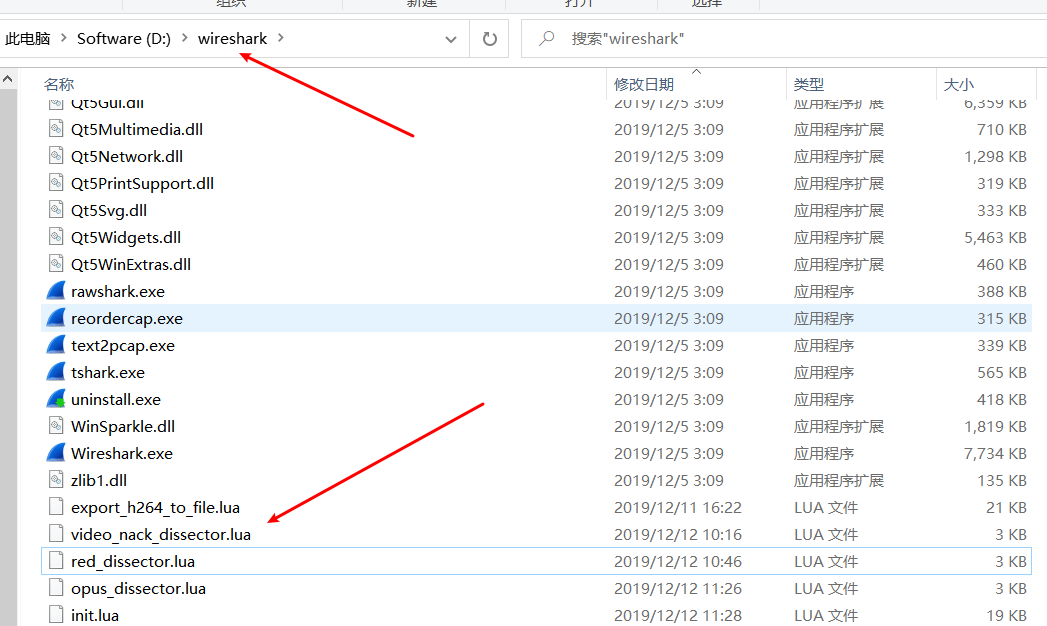 组织 新建 打开 选择
此电脑 > Software (D:) > wireshark > 搜索"wireshark"
名称 修改日期 类型 大小
Qt5Gui.dll 2019/12/5 3:09 应用程序扩展 6,359 KB
Qt5Multimedia.dll 2019/12/5 3:09 应用程序扩展 710 KB
Qt5Network.dll 2019/12/5 3:09 应用程序扩展 1,298 KB
Qt5PrintSupport.dll 2019/12/5 3:09 应用程序扩展 319 KB
Qt5Svg.dll 2019/12/5 3:09 应用程序扩展 333 KB
Qt5Widgets.dll 2019/12/5 3:09 应用程序扩展 5,463 KB
Qt5WinExtras.dll 2019/12/5 3:09 应用程序扩展 460 KB
rawshark.exe 2019/12/5 3:09 应用程序 388 KB
reordercap.exe 2019/12/5 3:09 应用程序 315 KB
text2pcap.exe 2019/12/5 3:09 应用程序 339 KB
tshark.exe 2019/12/5 3:09 应用程序 565 KB
uninstall.exe 2019/12/5 3:09 应用程序 418 KB
WinSparkle.dll 2019/12/5 3:09 应用程序扩展 1,819 KB
Wireshark.exe 2019/12/5 3:09 应用程序 7,734 KB
zlib1.dll 2019/12/5 3:09 应用程序扩展 135 KB
export_h264_to_file.lua 2019/12/11 16:22 LUA 文件 21 KB
video_nack_dissector.lua 2019/12/12 10:16 LUA 文件 3 KB
red_dissector.lua 2019/12/12 10:46 LUA 文件 3 KB
opus_dissector.lua 2019/12/12 11:26 LUA 文件 3 KB
init.lua 2019/12/12 11:28 LUA 文件 19 KB